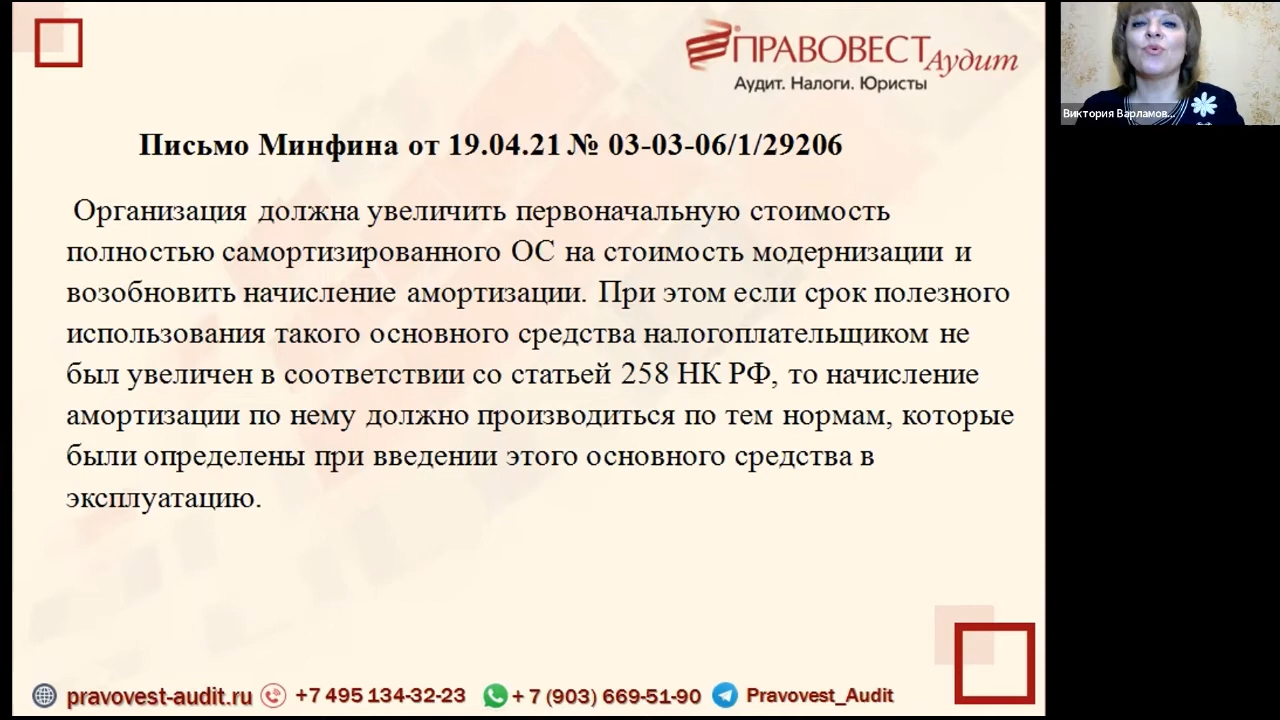 ПРАВОВЕСТ Аудит
Аудит. Налоги. Юристы
Виктория Варламов...
Письмо Минфина от 19.04.21 № 03-03-06/1/29206
Организация должна увеличить первоначальную стоимость
полностью самортизированного ОС на стоимость модернизации и
возобновить начисление амортизации. При этом если срок полезного
использования такого основного средства налогоплательщиком не
был увеличен в соответствии со статьей 258 НК РФ, то начисление
амортизации по нему должно производиться по тем нормам, которые
были определены при введении этого основного средства в
эксплуатацию.
pravovest-audit.ru +7 495 134-32-23 + 7 (903) 669-51-90 Pravovest_Audit